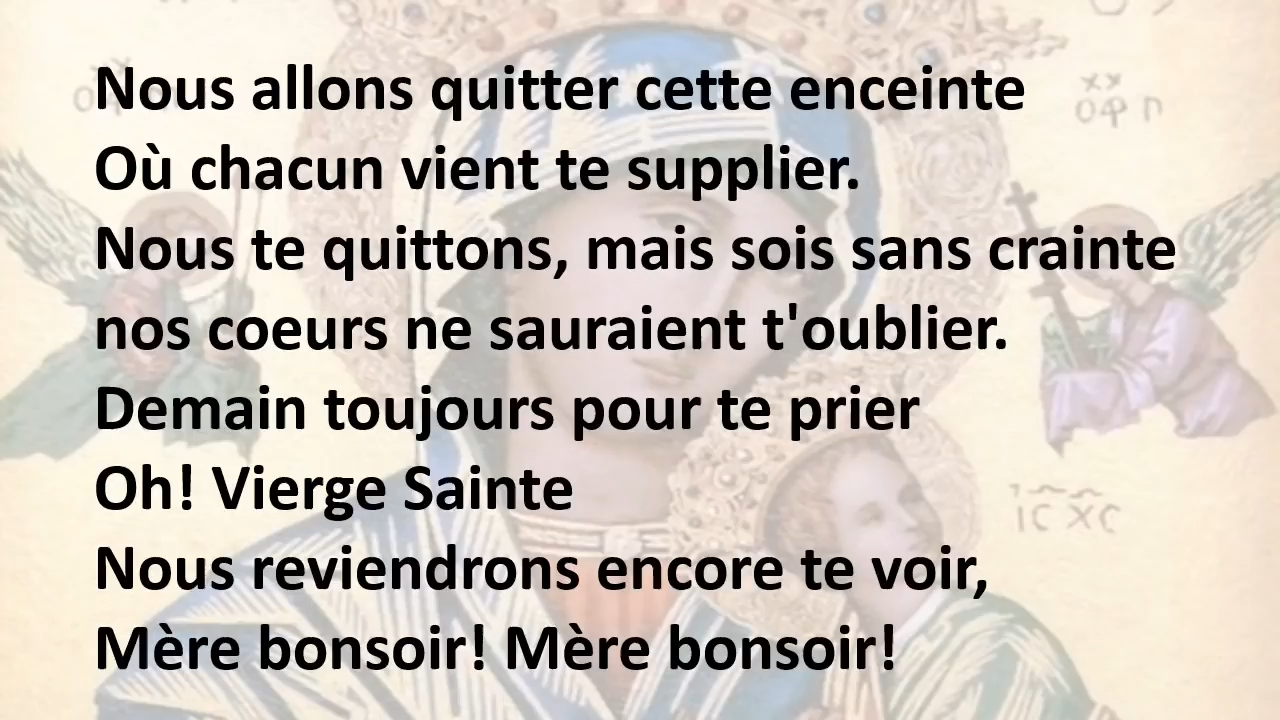 Nous allons quitter cette enceinte
Où chacun vient te supplier.
Nous te quittons, mais sois sans crainte
nos coeurs ne sauraient t'oublier.
Demain toujours pour te prier
Oh! Vierge Sainte
Nous reviendrons encore te voir,
Mère bonsoir! Mère bonsoir!
IC XC